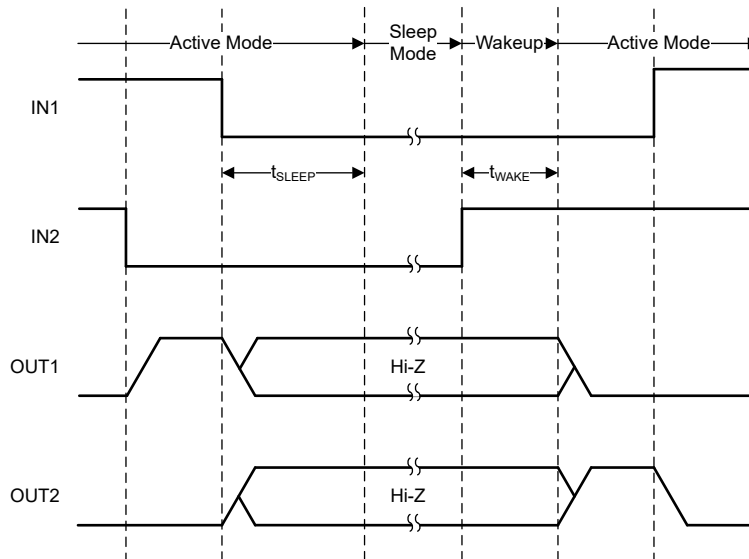 Active Mode
Sleep
Mode
Wakeup
Active Mode
IN1
tSLEEP
tWAKE
IN2
OUT1
Hi-Z
OUT2
Hi-Z